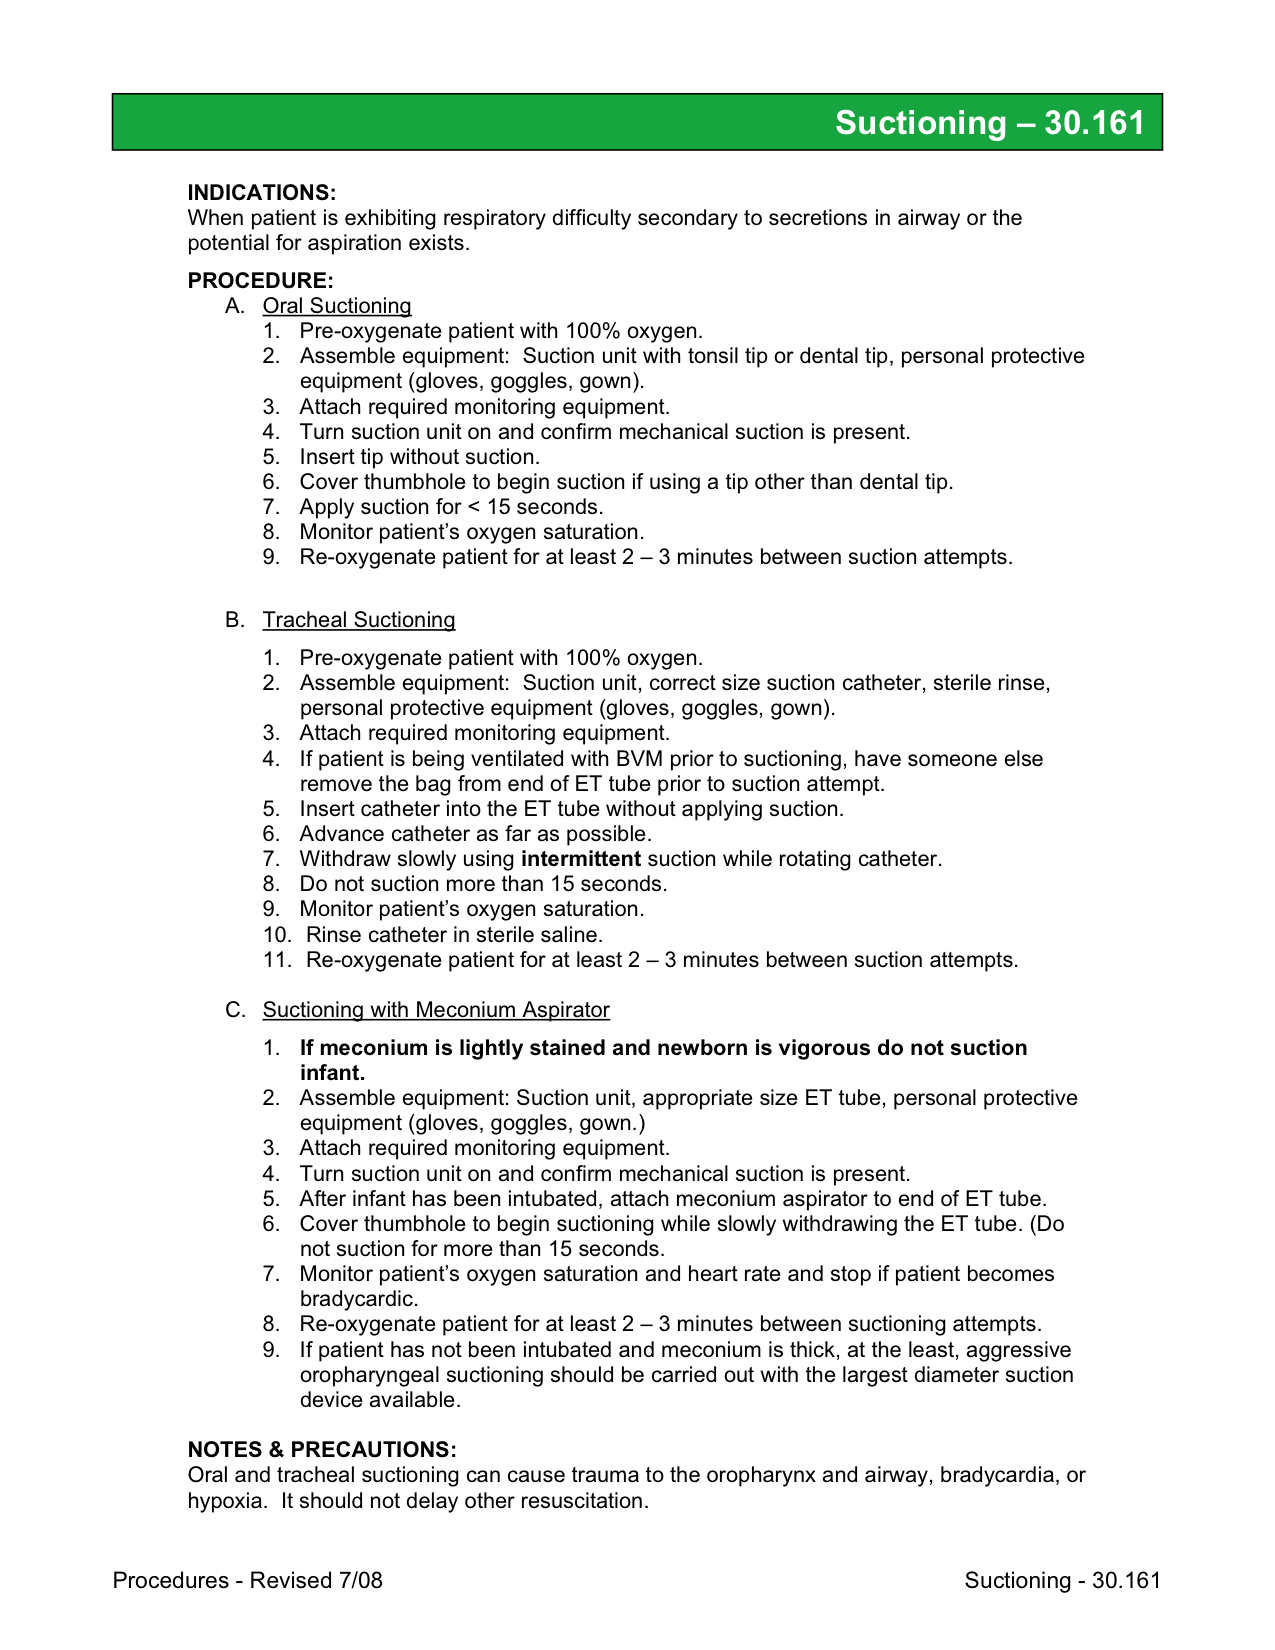 Suctioning – 30.161
INDICATIONS:
When patient is exhibiting respiratory difficulty secondary to secretions in airway or the
potential for aspiration exists.
PROCEDURE:
A. Oral Suctioning
1. Pre-oxygenate patient with 100% oxygen.
2. Assemble equipment: Suction unit with tonsil tip or dental tip, personal protective
equipment (gloves, goggles, gown).
3. Attach required monitoring equipment.
4. Turn suction unit on and confirm mechanical suction is present.
5. Insert tip without suction.
6. Cover thumbhole to begin suction if using a tip other than dental tip.
7. Apply suction for < 15 seconds.
8. Monitor patient’s oxygen saturation.
9. Re-oxygenate patient for at least 2 – 3 minutes between suction attempts.
B. Tracheal Suctioning
1. Pre-oxygenate patient with 100% oxygen.
2. Assemble equipment: Suction unit, correct size suction catheter, sterile rinse,
personal protective equipment (gloves, goggles, gown).
3. Attach required monitoring equipment.
4. If patient is being ventilated with BVM prior to suctioning, have someone else
remove the bag from end of ET tube prior to suction attempt.
5. Insert catheter into the ET tube without applying suction.
6. Advance catheter as far as possible.
7. Withdraw slowly using intermittent suction while rotating catheter.
8. Do not suction more than 15 seconds.
9. Monitor patient’s oxygen saturation.
10. Rinse catheter in sterile saline.
11. Re-oxygenate patient for at least 2 – 3 minutes between suction attempts.
C. Suctioning with Meconium Aspirator
1. If meconium is lightly stained and newborn is vigorous do not suction
infant.
2. Assemble equipment: Suction unit, appropriate size ET tube, personal protective
equipment (gloves, goggles, gown.)
3. Attach required monitoring equipment.
4. Turn suction unit on and confirm mechanical suction is present.
5. After infant has been intubated, attach meconium aspirator to end of ET tube.
6. Cover thumbhole to begin suctioning while slowly withdrawing the ET tube. (Do
not suction for more than 15 seconds.
7. Monitor patient’s oxygen saturation and heart rate and stop if patient becomes
bradycardic.
8. Re-oxygenate patient for at least 2 – 3 minutes between suctioning attempts.
9. If patient has not been intubated and meconium is thick, at the least, aggressive
oropharyngeal suctioning should be carried out with the largest diameter suction
device available.
NOTES & PRECAUTIONS:
Oral and tracheal suctioning can cause trauma to the oropharynx and airway, bradycardia, or
hypoxia. It should not delay other resuscitation.
Procedures - Revised 7/08
Suctioning - 30.161